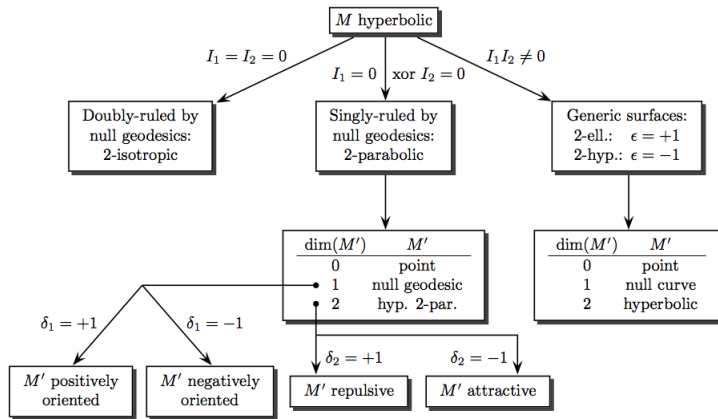 M hyperbolic
I₁ = I₂ = 0
I₁ = 0 xor I₂ = 0
I₁I₂ ≠ 0
Doubly-ruled by
null geodesics:
2-isotropic
Singly-ruled by
null geodesics:
2-parabolic
Generic surfaces:
2-ell.: ϵ = +1
2-hyp.: ϵ = −1
dim(M′) M′
0 point
1 null geodesic
2 hyp. 2-par.
dim(M′) M′
0 point
1 null curve
2 hyperbolic
δ₁ = +1
δ₁ = −1
δ₂ = +1
δ₂ = −1
M′ positively
oriented
M′ negatively
oriented
M′ repulsive
M′ attractive